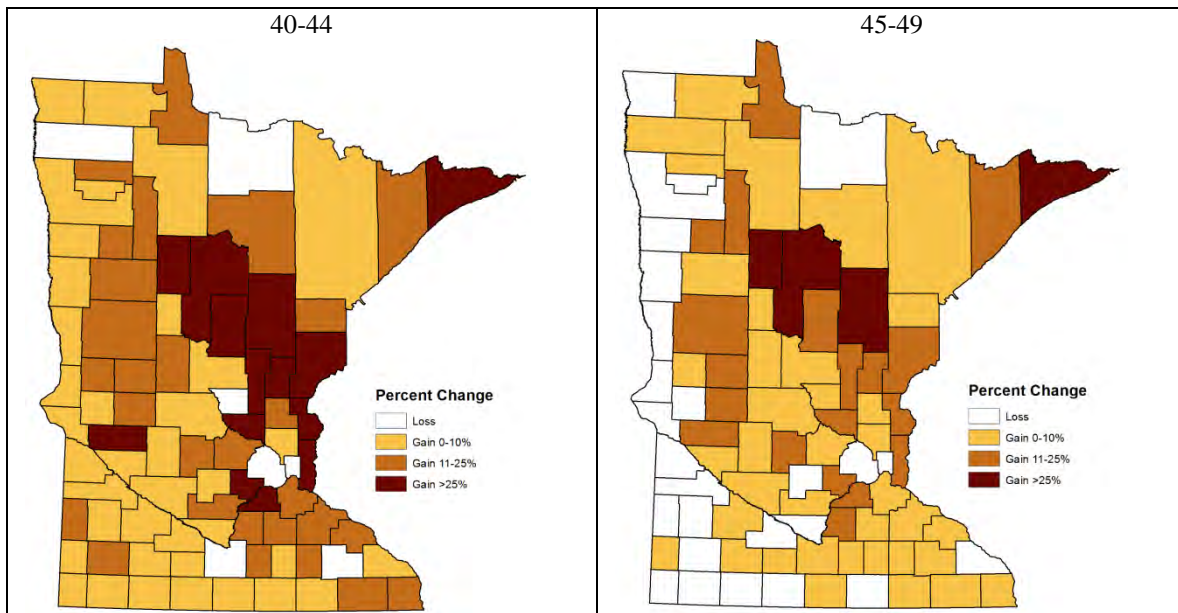 40-44
45-49
Percent Change
Loss
Gain 0-10%
Gain 11-25%
Gain >25%
Percent Change
Loss
Gain 0-10%
Gain 11-25%
Gain >25%